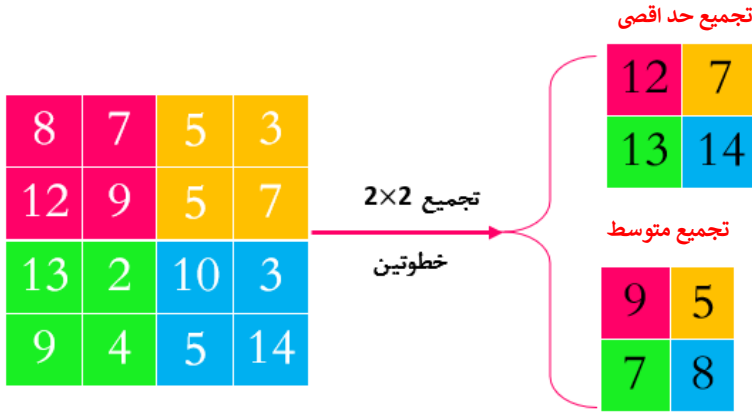 تجميع حد اقصى
12 7
13 14
8 7 5 3
12 9 5 7
13 2 10 3
9 4 5 14
تجميع 2×2
خطوتين
تجميع متوسط
9 5
7 8